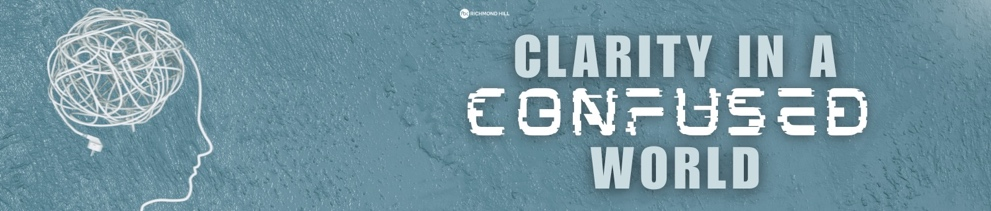 RICHMOND HILL
CLARITY IN A
CONFUSED
WORLD